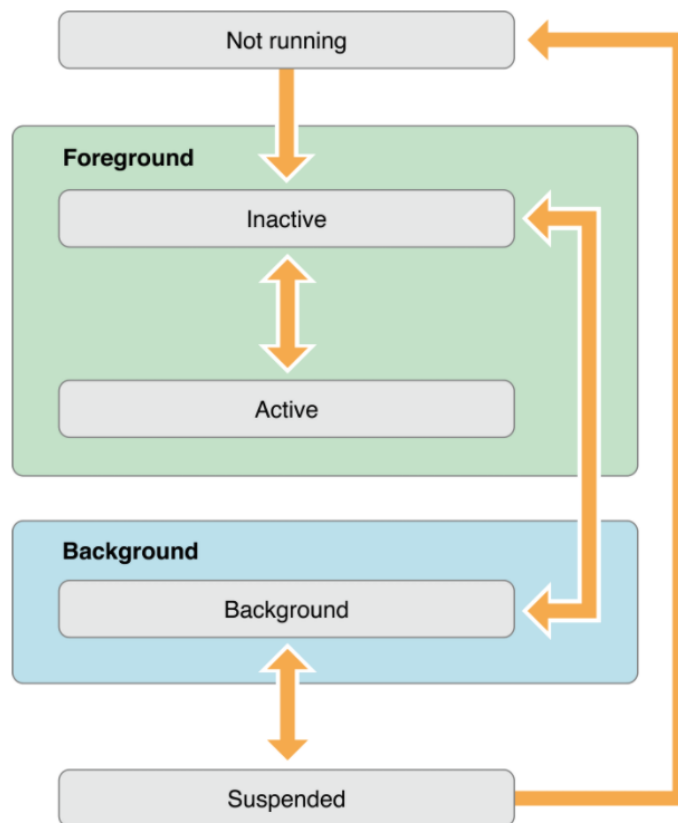 Not running
Foreground
Inactive
Active
Background
Background
Suspended